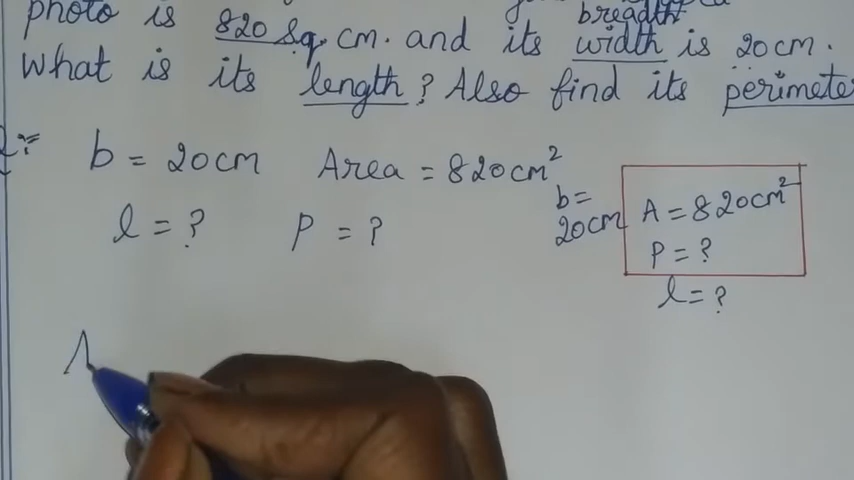 photo is 820 Sq. cm. and its width is 20cm.
breadth
What is its length? Also find its perimete
b = 20cm Area = 820cm²
l = ? P = ?
b=
20cm
A = 820cm²
P = ?
l = ?
A